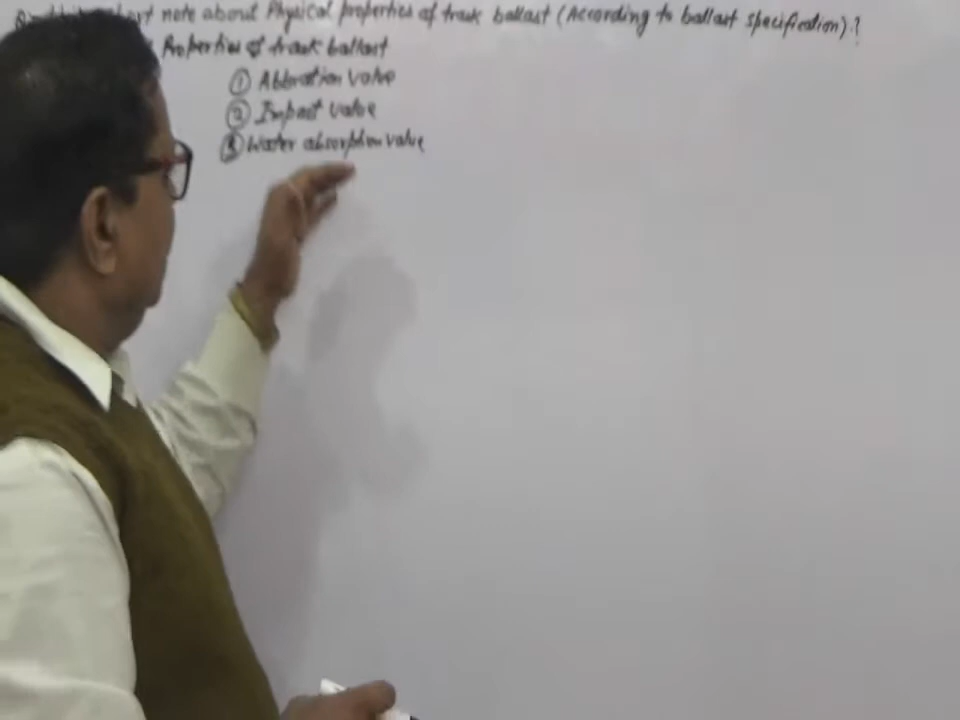 short note about Physical properties of track ballast (According to ballast specification).?
Properties of track ballast
① Abbration value
② Impact value
③ Water absorption value